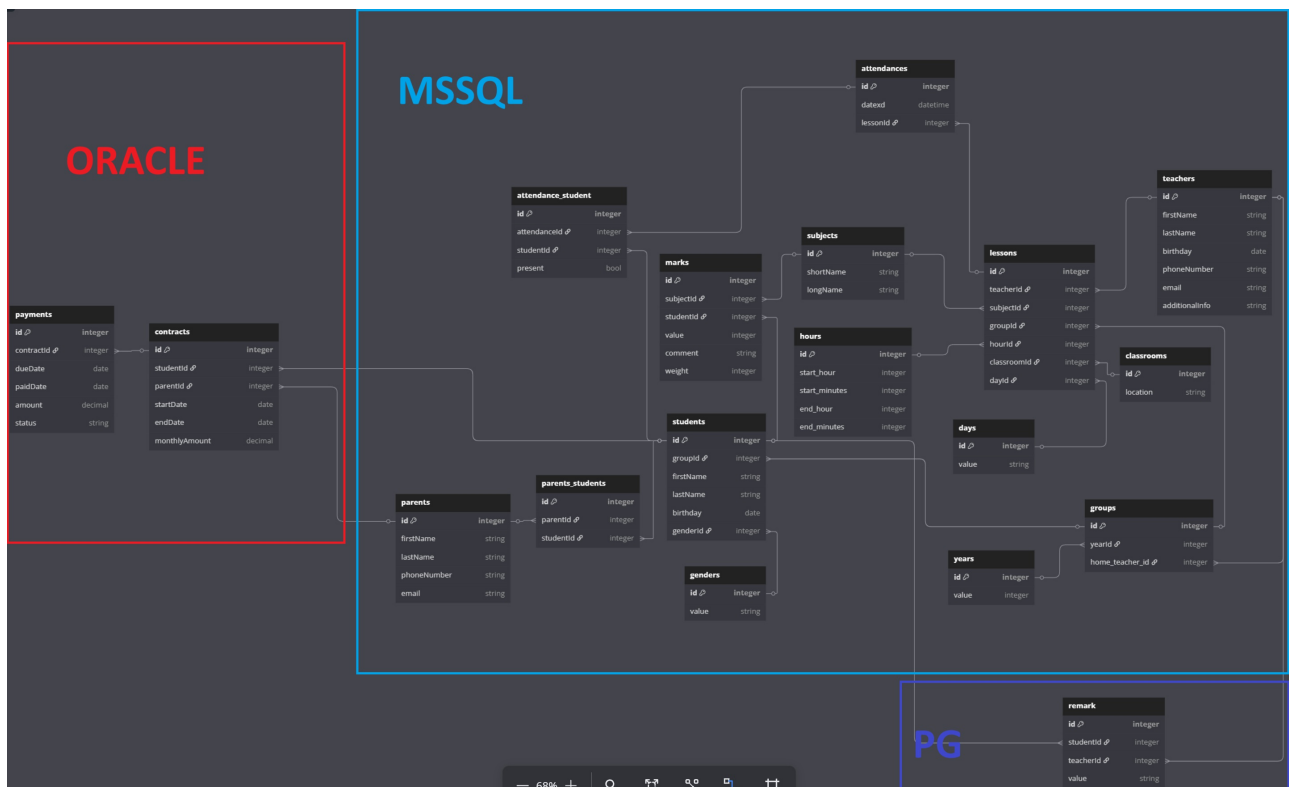 ORACLE
MSSQL
PG
payments
id integer
contractId integer
dueDate date
paidDate date
amount decimal
status string
contracts
id integer
studentId integer
parentId integer
startDate date
endDate date
monthlyAmount decimal
attendances
id integer
datexd datetime
lessonId integer
attendance_student
id integer
attendanceId integer
studentId integer
present bool
marks
id integer
subjectId integer
studentId integer
value integer
comment string
weight integer
subjects
id integer
shortName string
longName string
hours
id integer
start_hour integer
start_minutes integer
end_hour integer
end_minutes integer
lessons
id integer
teacherId integer
subjectId integer
groupId integer
hourId integer
classroomId integer
dayId integer
teachers
id integer
firstName string
lastName string
birthday date
phoneNumber string
email string
additionalinfo string
classrooms
id integer
location string
days
id integer
value string
students
id integer
groupId integer
firstName string
lastName string
birthday date
genderId integer
parents_students
id integer
parentId integer
studentId integer
parents
id integer
firstName string
lastName string
phoneNumber string
email string
genders
id integer
value string
years
id integer
value integer
groups
id integer
yearId integer
home_teacher_id integer
remark
id integer
studentId integer
teacherId integer
value string
68%